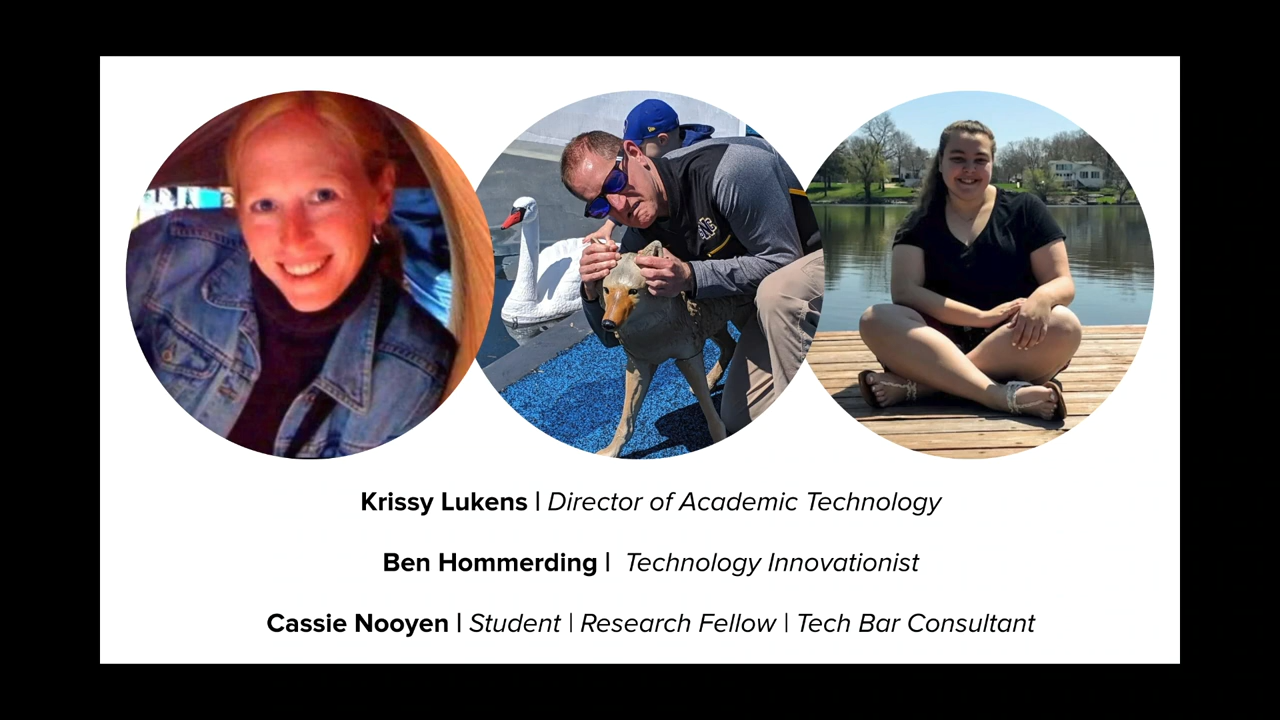 Krissy Lukens | Director of Academic Technology
Ben Hommerding | Technology Innovationist
Cassie Nooyen | Student | Research Fellow | Tech Bar Consultant